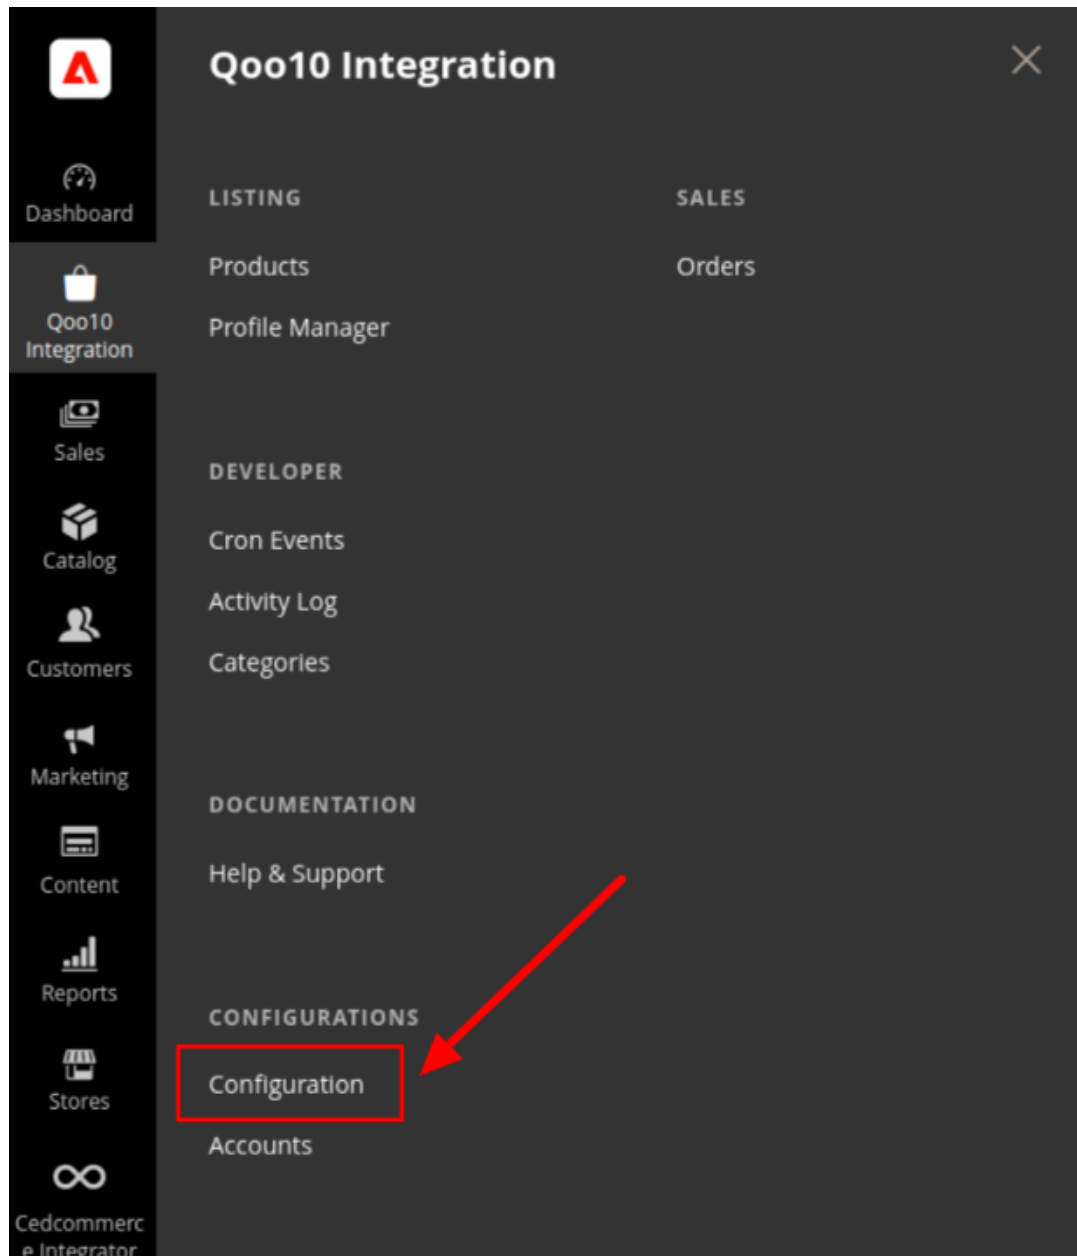 Qoo10 Integration
Dashboard
Qoo10
Integration
Sales
Catalog
Customers
Marketing
Content
Reports
Stores
Cedcommerc
e Integrator
LISTING
Products
Profile Manager
SALES
Orders
DEVELOPER
Cron Events
Activity Log
Categories
DOCUMENTATION
Help & Support
CONFIGURATIONS
Configuration
Accounts